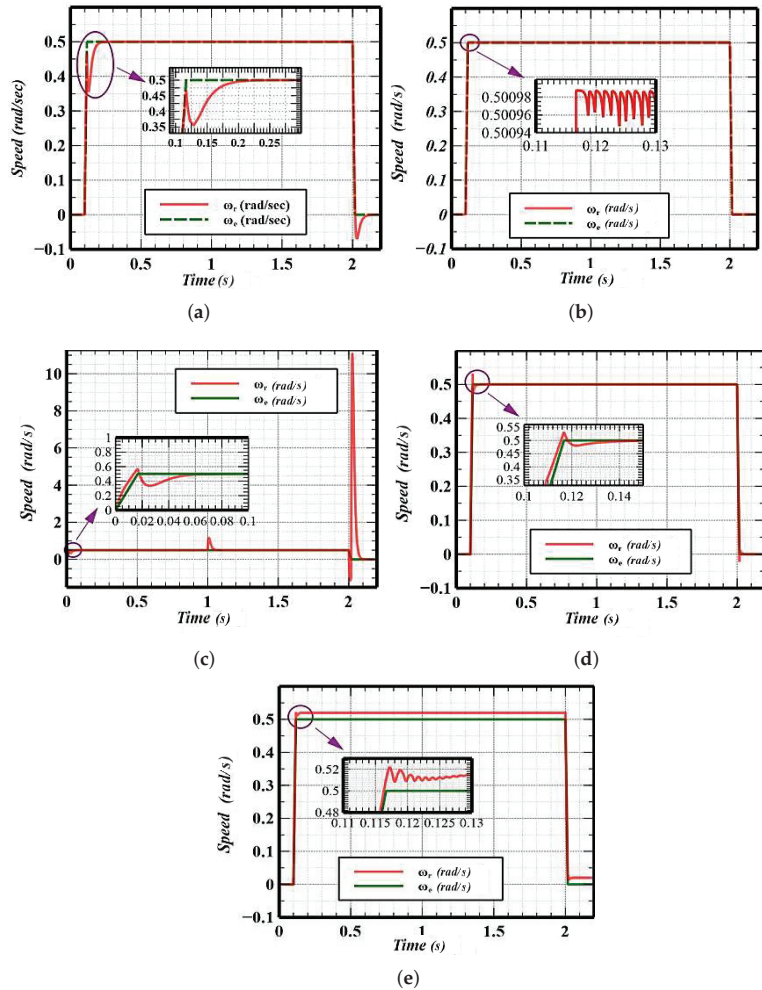 Speed (rad/sec)
0.5
0.4
0.3
0.2
0.1
0
−0.1
0.5
0.45
0.4
0.35
0.1 0.15 0.2 0.25
ωr (rad/sec)
ωe (rad/sec)
0 0.5 1 1.5 2
Time (s)
(a)
Speed (rad/s)
0.5
0.4
0.3
0.2
0.1
0
−0.1
0.50098
0.50096
0.50094
0.11 0.12 0.13
ωr (rad/s)
ωe (rad/s)
0 0.5 1 1.5 2
Time (s)
(b)
Speed (rad/s)
10
8
6
4
2
0
ωr (rad/s)
ωe (rad/s)
1
0.8
0.6
0.4
0.2
0
0 0.02 0.04 0.06 0.08 0.1
0 0.5 1 1.5 2
Time (s)
(c)
Speed (rad/s)
0.5
0.4
0.3
0.2
0.1
0
−0.1
0.55
0.5
0.45
0.4
0.35
0.1 0.12 0.14
ωr (rad/s)
ωe (rad/s)
0 0.5 1 1.5 2
Time (s)
(d)
Speed (rad/s)
0.5
0.4
0.3
0.2
0.1
0
−0.1
0.52
0.5
0.48
0.11 0.115 0.12 0.125 0.13
ωr (rad/s)
ωe (rad/s)
0 0.5 1 1.5 2
Time (s)
(e)